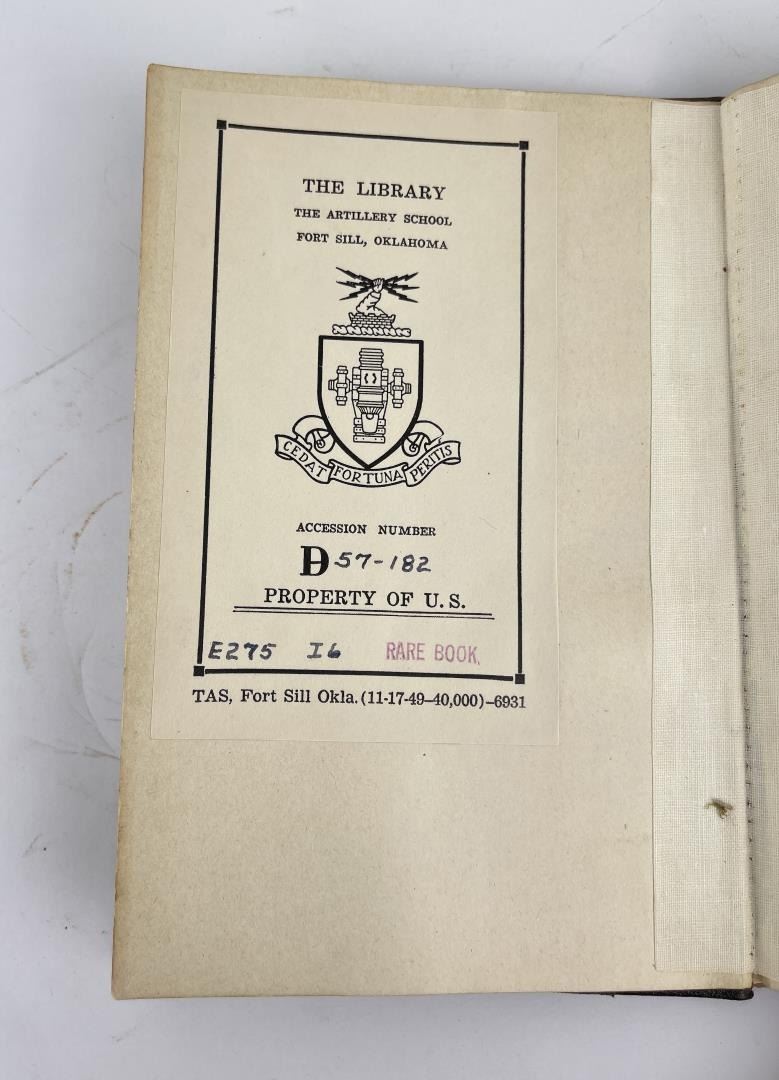 THE LIBRARY
THE ARTILLERY SCHOOL
FORT SILL, OKLAHOMA
CEDAT FORTUNA PERITIS
ACCESSION NUMBER
D 57-182
PROPERTY OF U. S.
E275 I6 RARE BOOK
TAS, Fort Sill Okla. (11-17-49—40,000)—6931